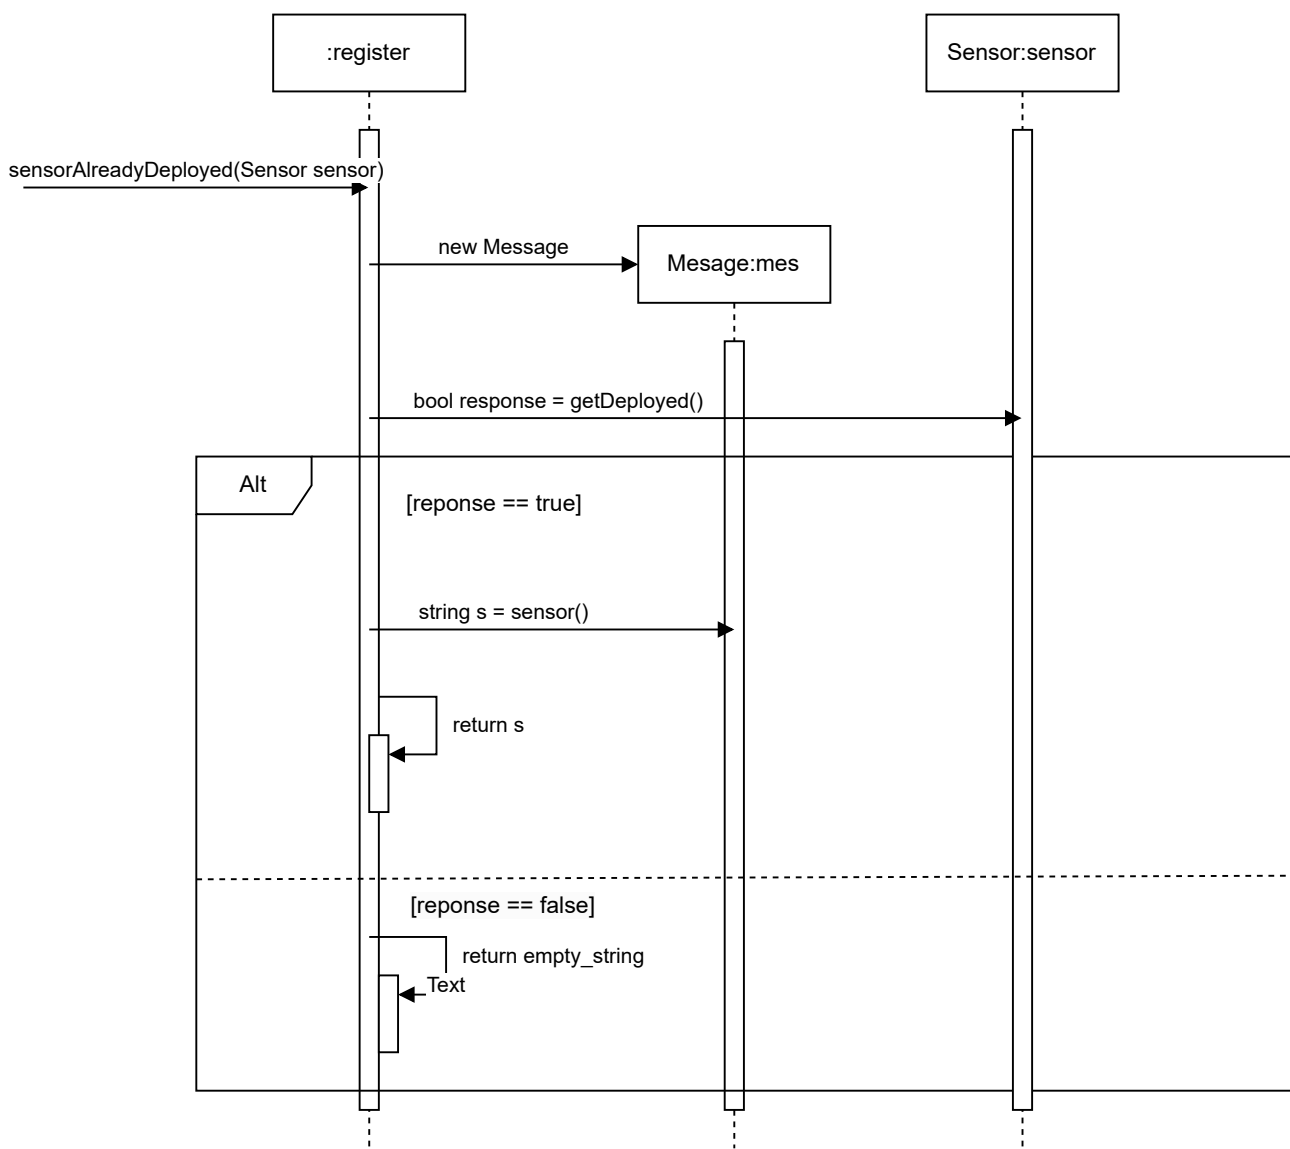 :register
Sensor:sensor
sensorAlreadyDeployed(Sensor sensor)
new Message
Mesage:mes
bool response = getDeployed()
Alt
[reponse == true]
string s = sensor()
return s
[reponse == false]
return empty_string
Text